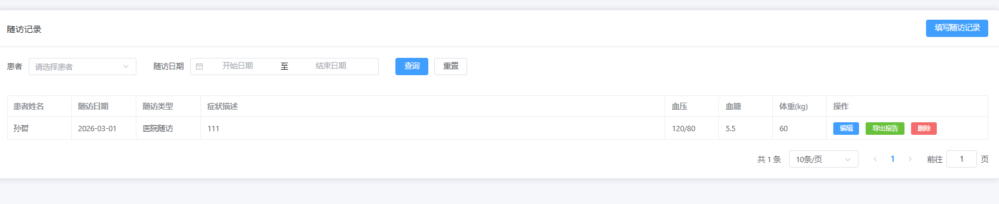 随访记录 填写随访记录
患者 请选择患者 随访日期 开始日期 至 结束日期 查询 重置
患者姓名 随访日期 随访类型 症状描述 血压 血糖 体重(kg) 操作
孙哲 2026-03-01 医院随访 111 120/80 5.5 60 编辑 导出报告 删除
共 1 条 10条/页 1 前往 1 页